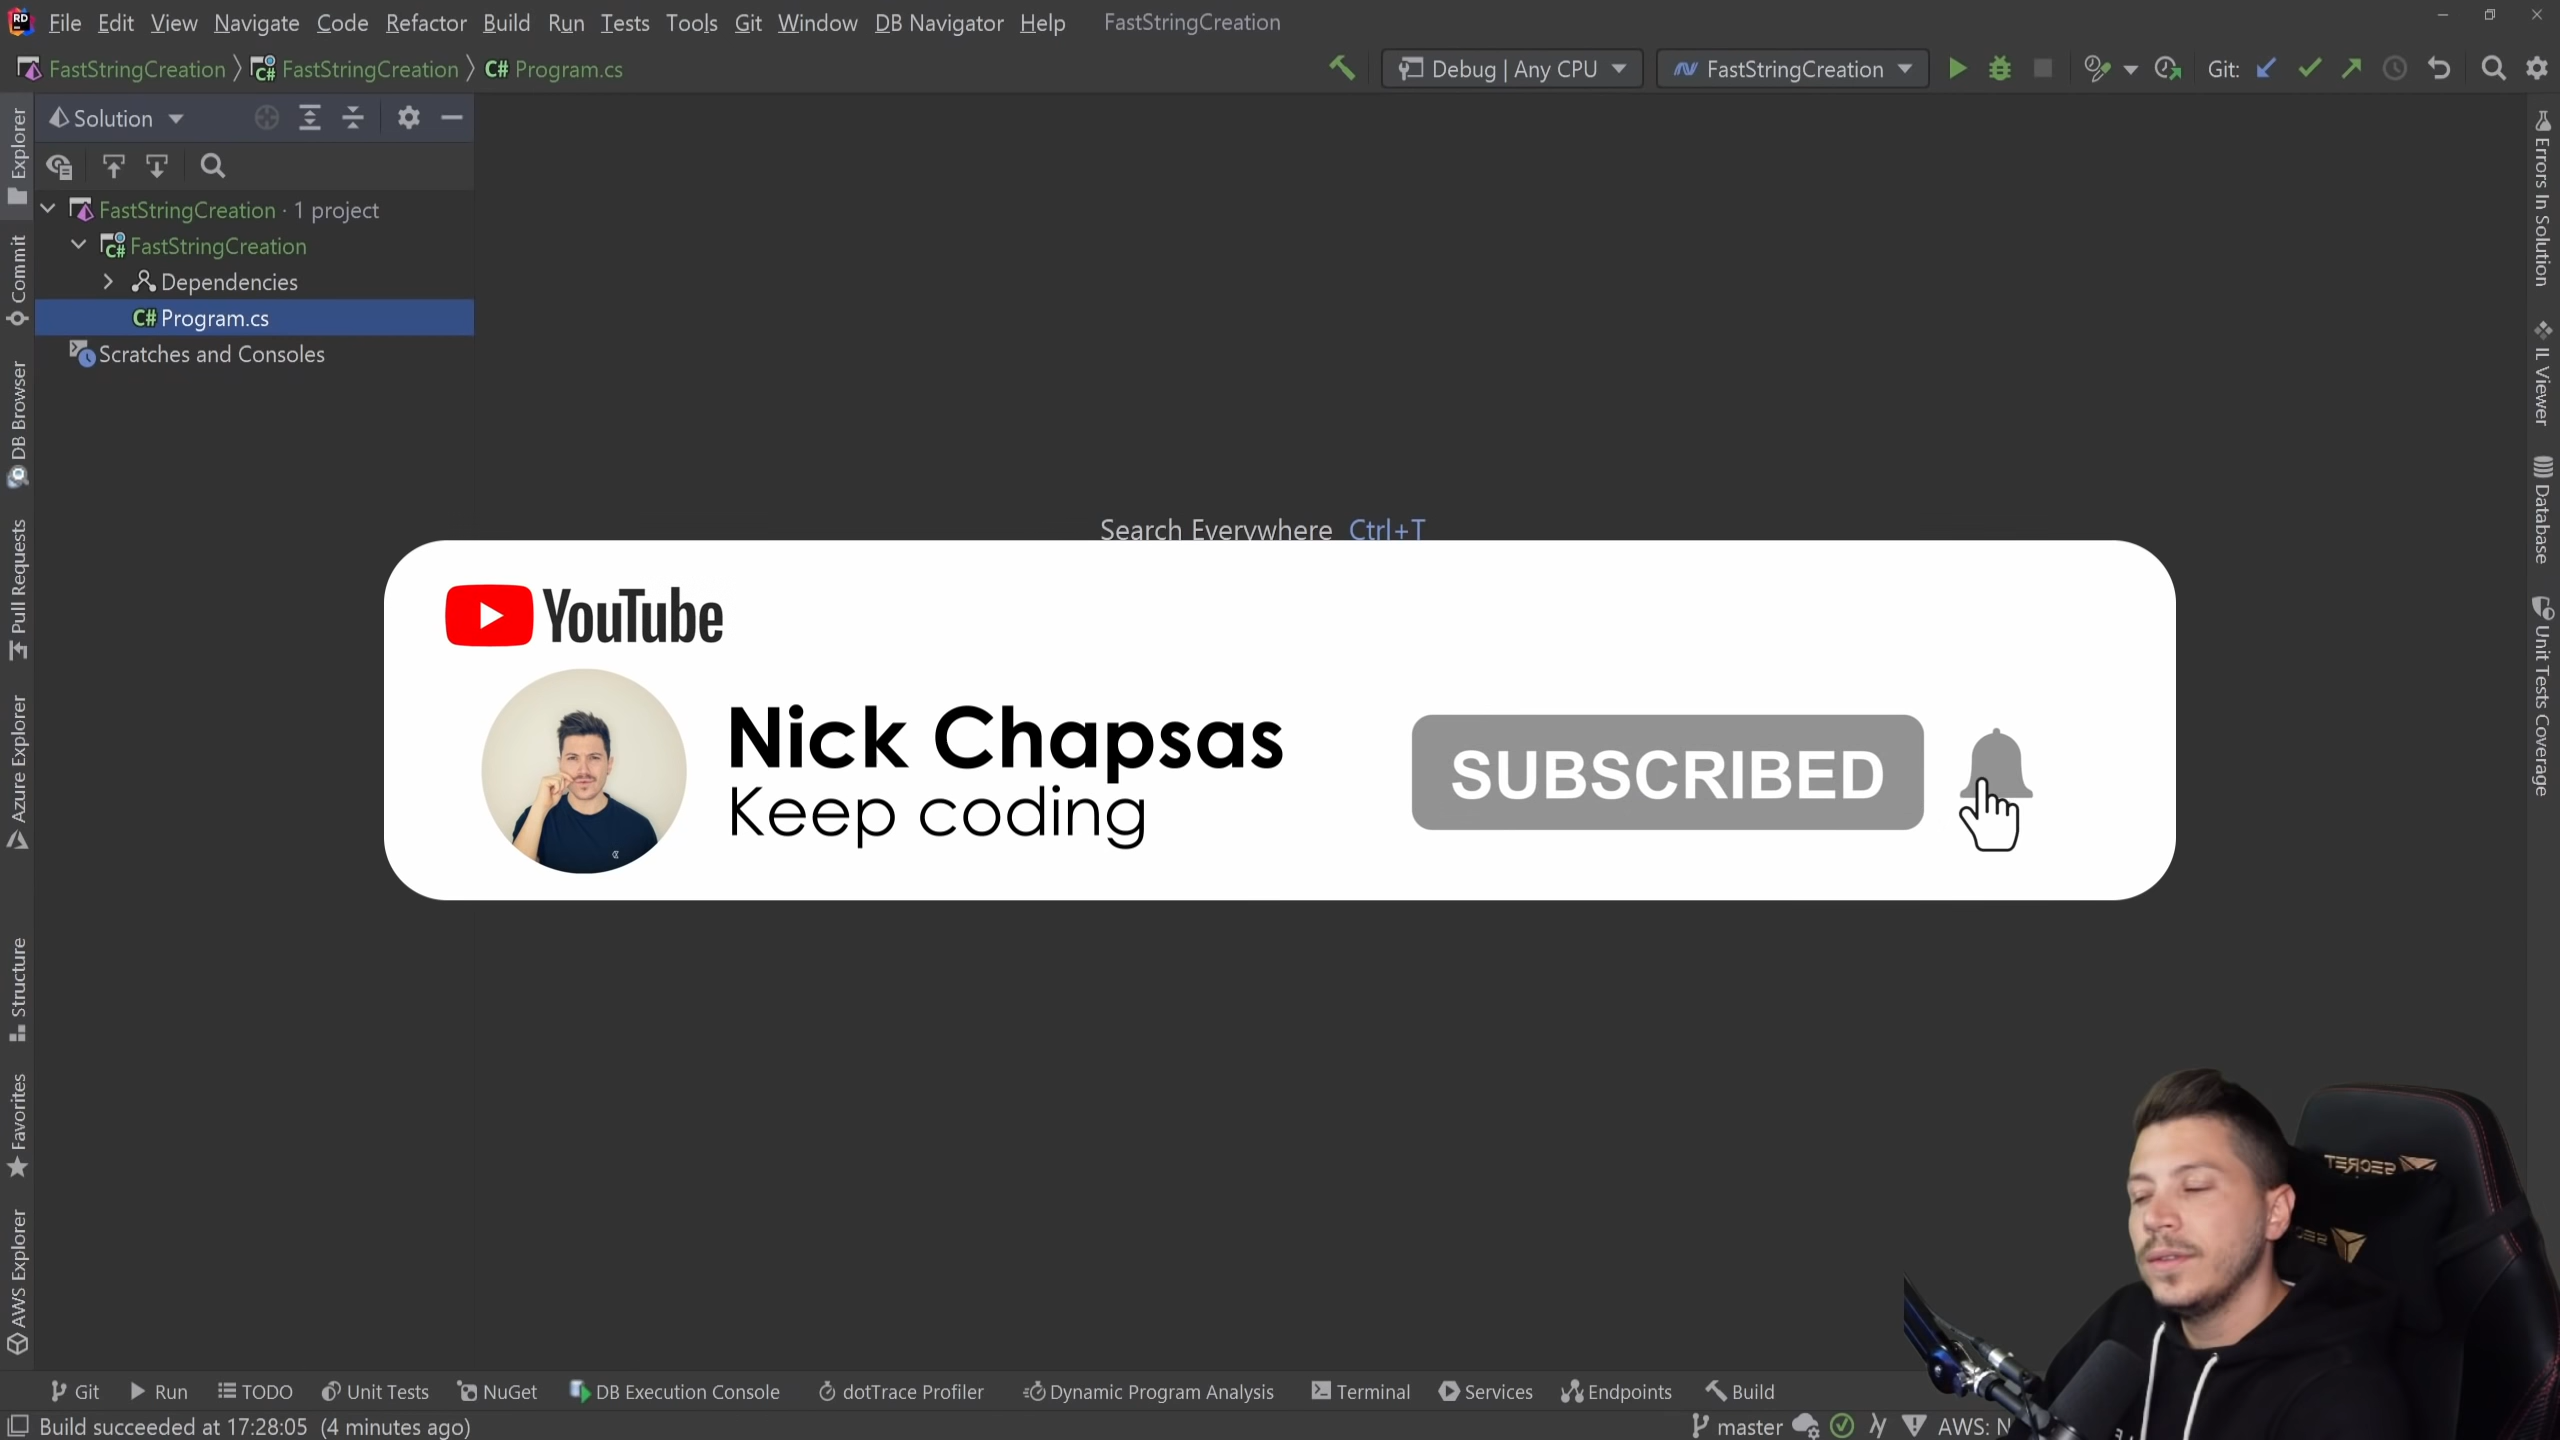 File Edit View Navigate Code Refactor Build Run Tests Tools Git Window DB Navigator Help FastStringCreation
FastStringCreation FastStringCreation C# Program.cs
Debug | Any CPU FastStringCreation Git:
Solution
FastStringCreation · 1 project
C# FastStringCreation
Dependencies
C# Program.cs
Scratches and Consoles
Explorer
Commit
DB Browser
Pull Requests
Azure Explorer
Structure
Favorites
AWS Explorer
Search Everywhere Ctrl+T
YouTube
Nick Chapsas
Keep coding
SUBSCRIBED
Errors In Solution
IL Viewer
Database
Unit Tests Coverage
SECRET
Git Run TODO Unit Tests NuGet DB Execution Console dotTrace Profiler Dynamic Program Analysis Terminal Services Endpoints Build
Build succeeded at 17:28:05 (4 minutes ago)
master AWS: N